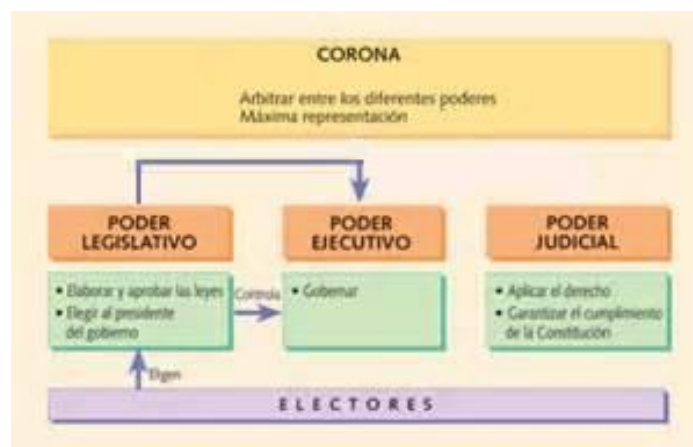 CORONA
Arbitrar entre los diferentes poderes
Máxima representación
PODER
LEGISLATIVO
PODER
EJECUTIVO
PODER
JUDICIAL
• Elaborar y aprobar las leyes
• Elegir al presidente
del gobierno
Controla
• Gobernar
• Aplicar el derecho
• Garantizar el cumplimiento
de la Constitución
Eligen
ELECTORES